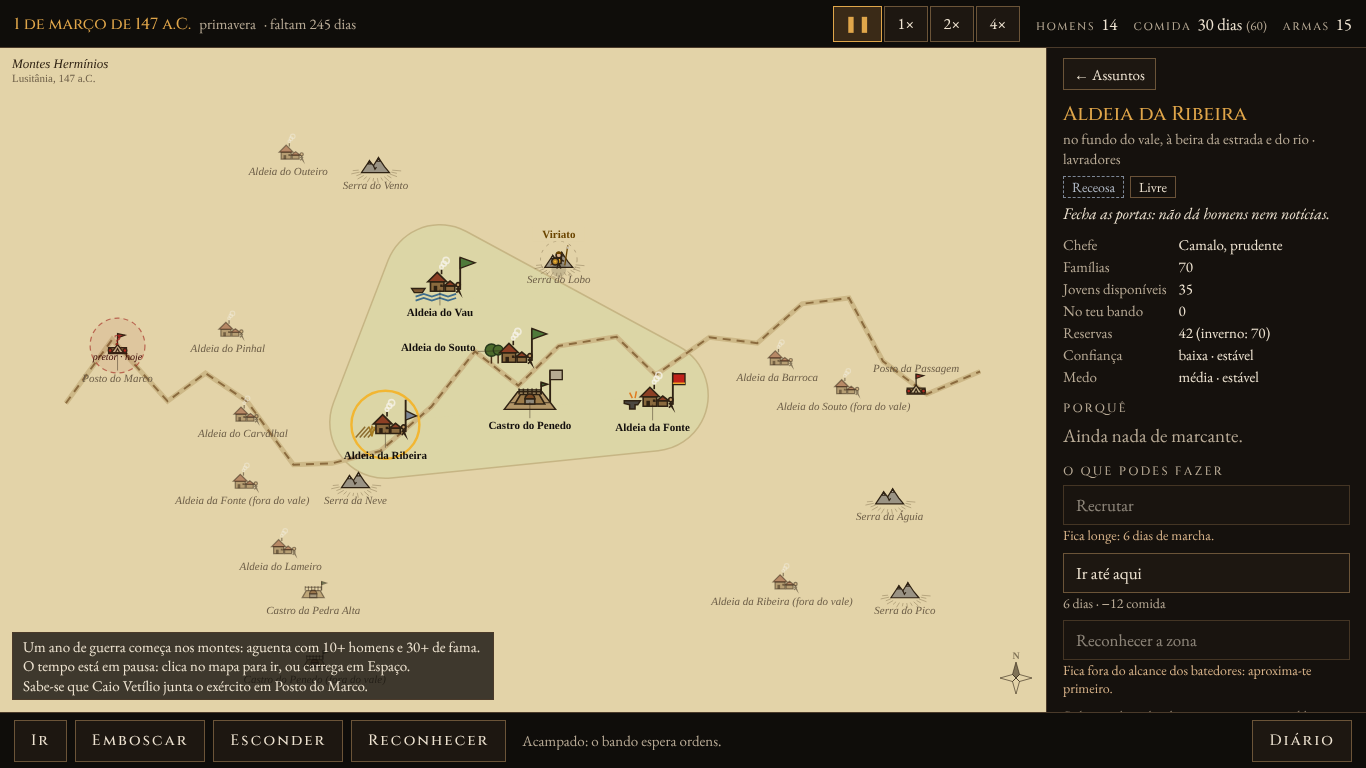 1 DE MARÇO DE 147 A.C. primavera · faltam 245 dias
❚❚ 1× 2× 4× HOMENS 14 COMIDA 30 dias (60) ARMAS 15
Montes Hermínios
Lusitânia, 147 a.C.
Aldeia do Outeiro
Serra do Vento
Viriato
Serra do Lobo
Aldeia do Vau
Aldeia do Pinhal
Aldeia do Souto
pretor · hoje
Posto do Marco
Posto da Passagem
Aldeia da Barroca
Aldeia do Souto (fora do vale)
Castro do Penedo
Aldeia da Fonte
Aldeia do Carvalhal
Aldeia da Ribeira
Aldeia da Fonte (fora do vale)
Serra da Neve
Serra da Águia
Aldeia do Lameiro
Castro da Pedra Alta
Aldeia da Ribeira (fora do vale)
Serra do Pico
Um ano de guerra começa nos montes: aguenta com 10+ homens e 30+ de fama.
O tempo está em pausa: clica no mapa para ir, ou carrega em Espaço.
Sabe-se que Caio Vetílio junta o exército em Posto do Marco.
N
← Assuntos
ALDEIA DA RIBEIRA
no fundo do vale, à beira da estrada e do rio ·
lavradores
Receosa Livre
Fecha as portas: não dá homens nem notícias.
Chefe Camalo, prudente
Famílias 70
Jovens disponíveis 35
No teu bando 0
Reservas 42 (inverno: 70)
Confiança baixa · estável
Medo média · estável
PORQUÊ
Ainda nada de marcante.
O QUE PODES FAZER
Recrutar
Fica longe: 6 dias de marcha.
Ir até aqui
6 dias · −12 comida
Reconhecer a zona
Fica fora do alcance dos batedores: aproxima-te
primeiro.
IR EMBOSCAR ESCONDER RECONHECER Acampado: o bando espera ordens. DIÁRIO